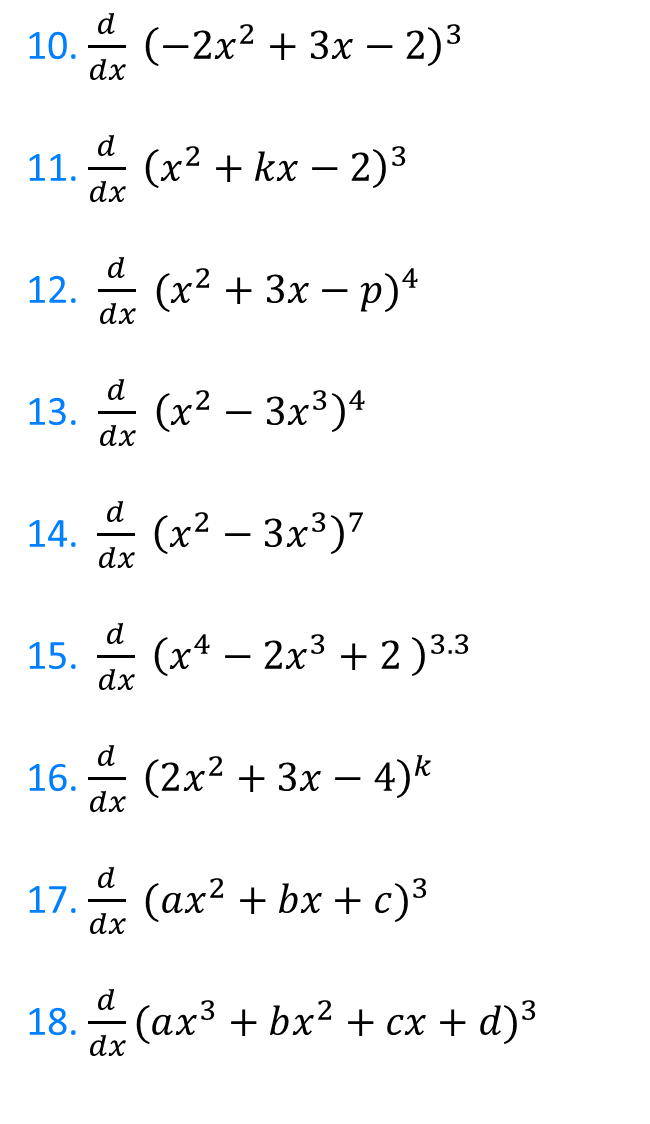 10. d/dx (−2x² + 3x − 2)³
11. d/dx (x² + kx − 2)³
12. d/dx (x² + 3x − p)⁴
13. d/dx (x² − 3x³)⁴
14. d/dx (x² − 3x³)⁷
15. d/dx (x⁴ − 2x³ + 2 )³·³
16. d/dx (2x² + 3x − 4)ᵏ
17. d/dx (ax² + bx + c)³
18. d/dx (ax³ + bx² + cx + d)³